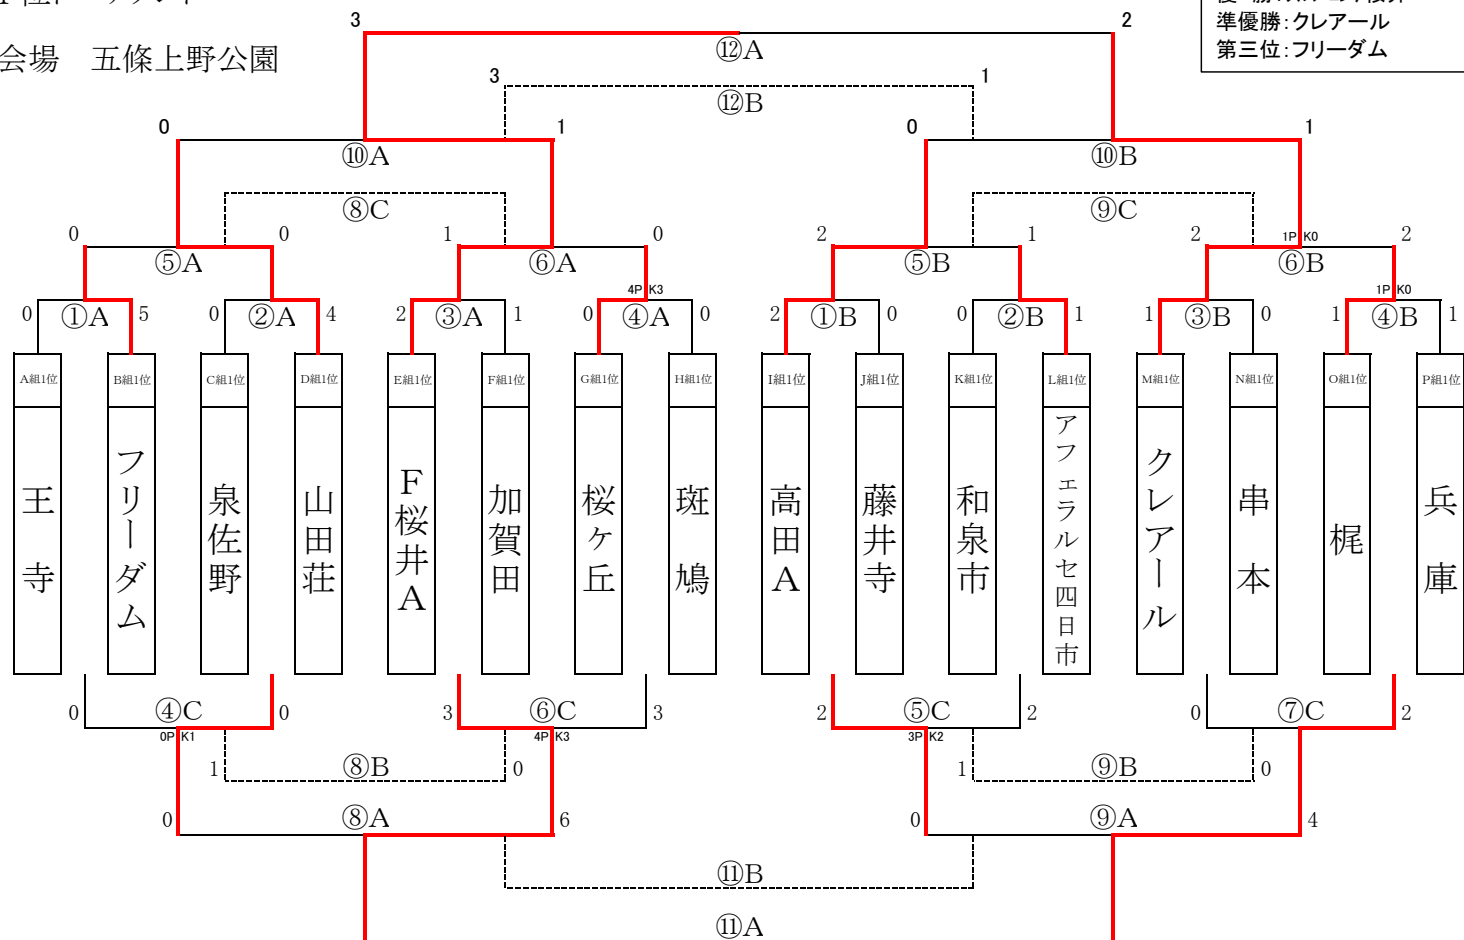 準優勝：クレアール
会場　五條上野公園
第三位：フリーダム
3
2
⑫A
3
1
⑫B
0
1
0
1
⑩A
⑩B
⑧C
⑨C
0
0
1
0
2
1
2
1P K0
2
⑤A
⑥A
⑤B
⑥B
4P K3
1P K0
0
①A
5
0
②A
4
2
③A
1
0
④A
0
2
①B
0
0
②B
1
1
③B
0
1
④B
1
A組1位
B組1位
C組1位
D組1位
E組1位
F組1位
G組1位
H組1位
I組1位
J組1位
K組1位
L組1位
M組1位
N組1位
O組1位
P組1位
王寺
フリーダム
泉佐野
山田荘
F桜井A
加賀田
桜ヶ丘
斑鳩
高田A
藤井寺
和泉市
アフェラルセ四日市
クレアール
串本
梶
兵庫
0
④C
0
3
⑥C
3
2
⑤C
2
0
⑦C
2
0P K1
4P K3
3P K2
1
⑧B
0
1
⑨B
0
0
⑧A
6
0
⑨A
4
⑪B
⑪A